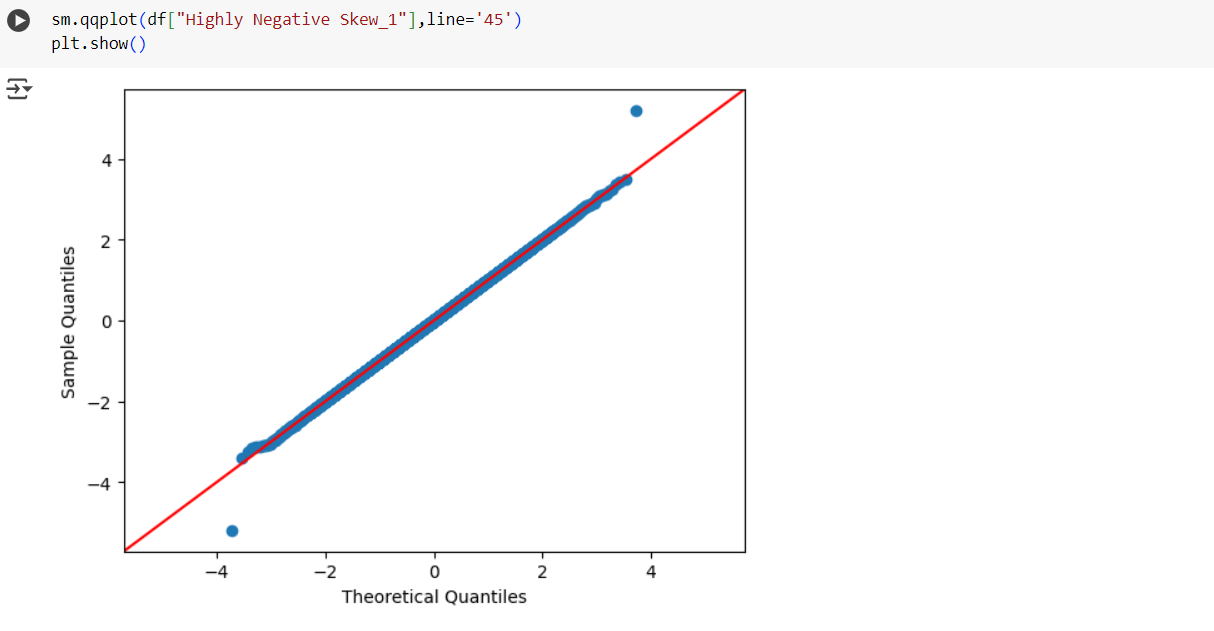 sm.qqplot(df["Highly Negative Skew_1"],line='45')
plt.show()
4
2
0
−2
−4
Sample Quantiles
−4
−2
0
2
4
Theoretical Quantiles